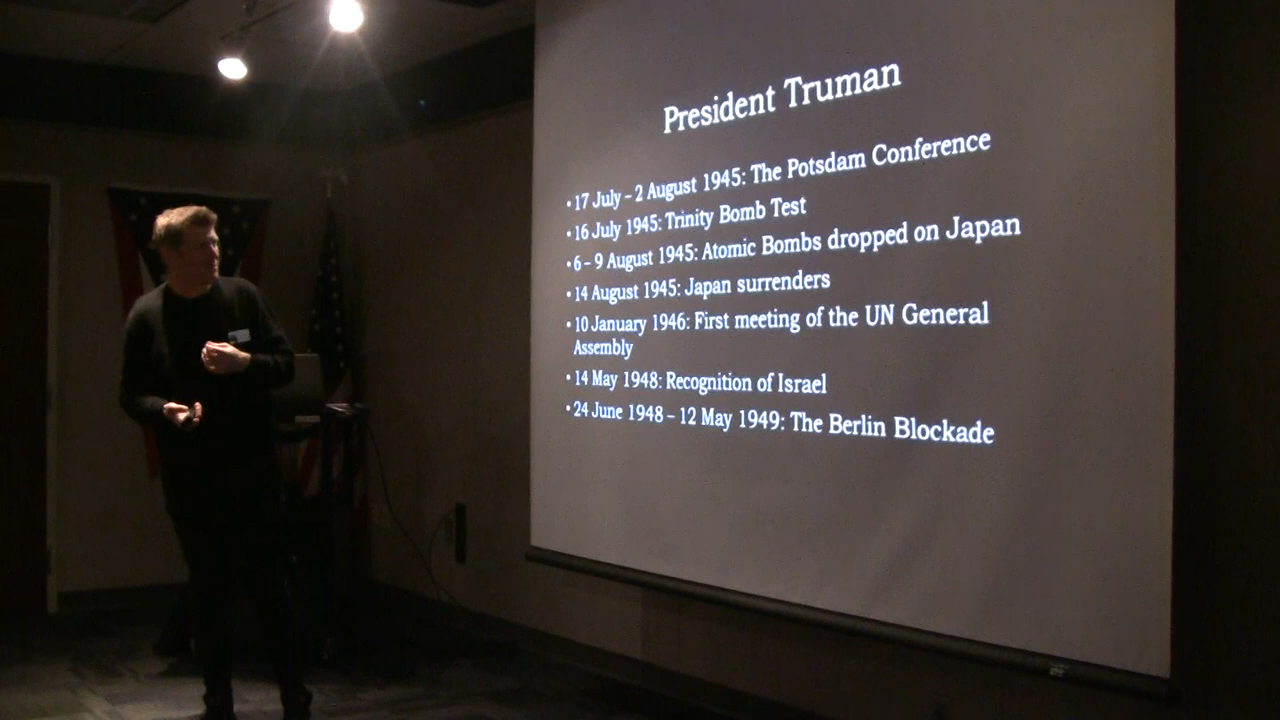 President Truman
• 17 July – 2 August 1945: The Potsdam Conference
• 16 July 1945: Trinity Bomb Test
• 6 – 9 August 1945: Atomic Bombs dropped on Japan
• 14 August 1945: Japan surrenders
• 10 January 1946: First meeting of the UN General
Assembly
• 14 May 1948: Recognition of Israel
• 24 June 1948 – 12 May 1949: The Berlin Blockade